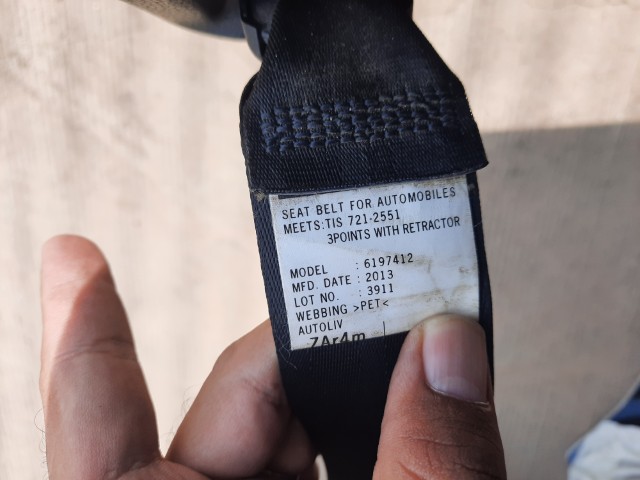 SEAT BELT FOR AUTOMOBILES
MEETS:TIS 721-2551
3POINTS WITH RETRACTOR
MODEL : 6197412
MFD. DATE : 2013
LOT NO. : 3911
WEBBING >PET<
AUTOLIV
7Ar4m